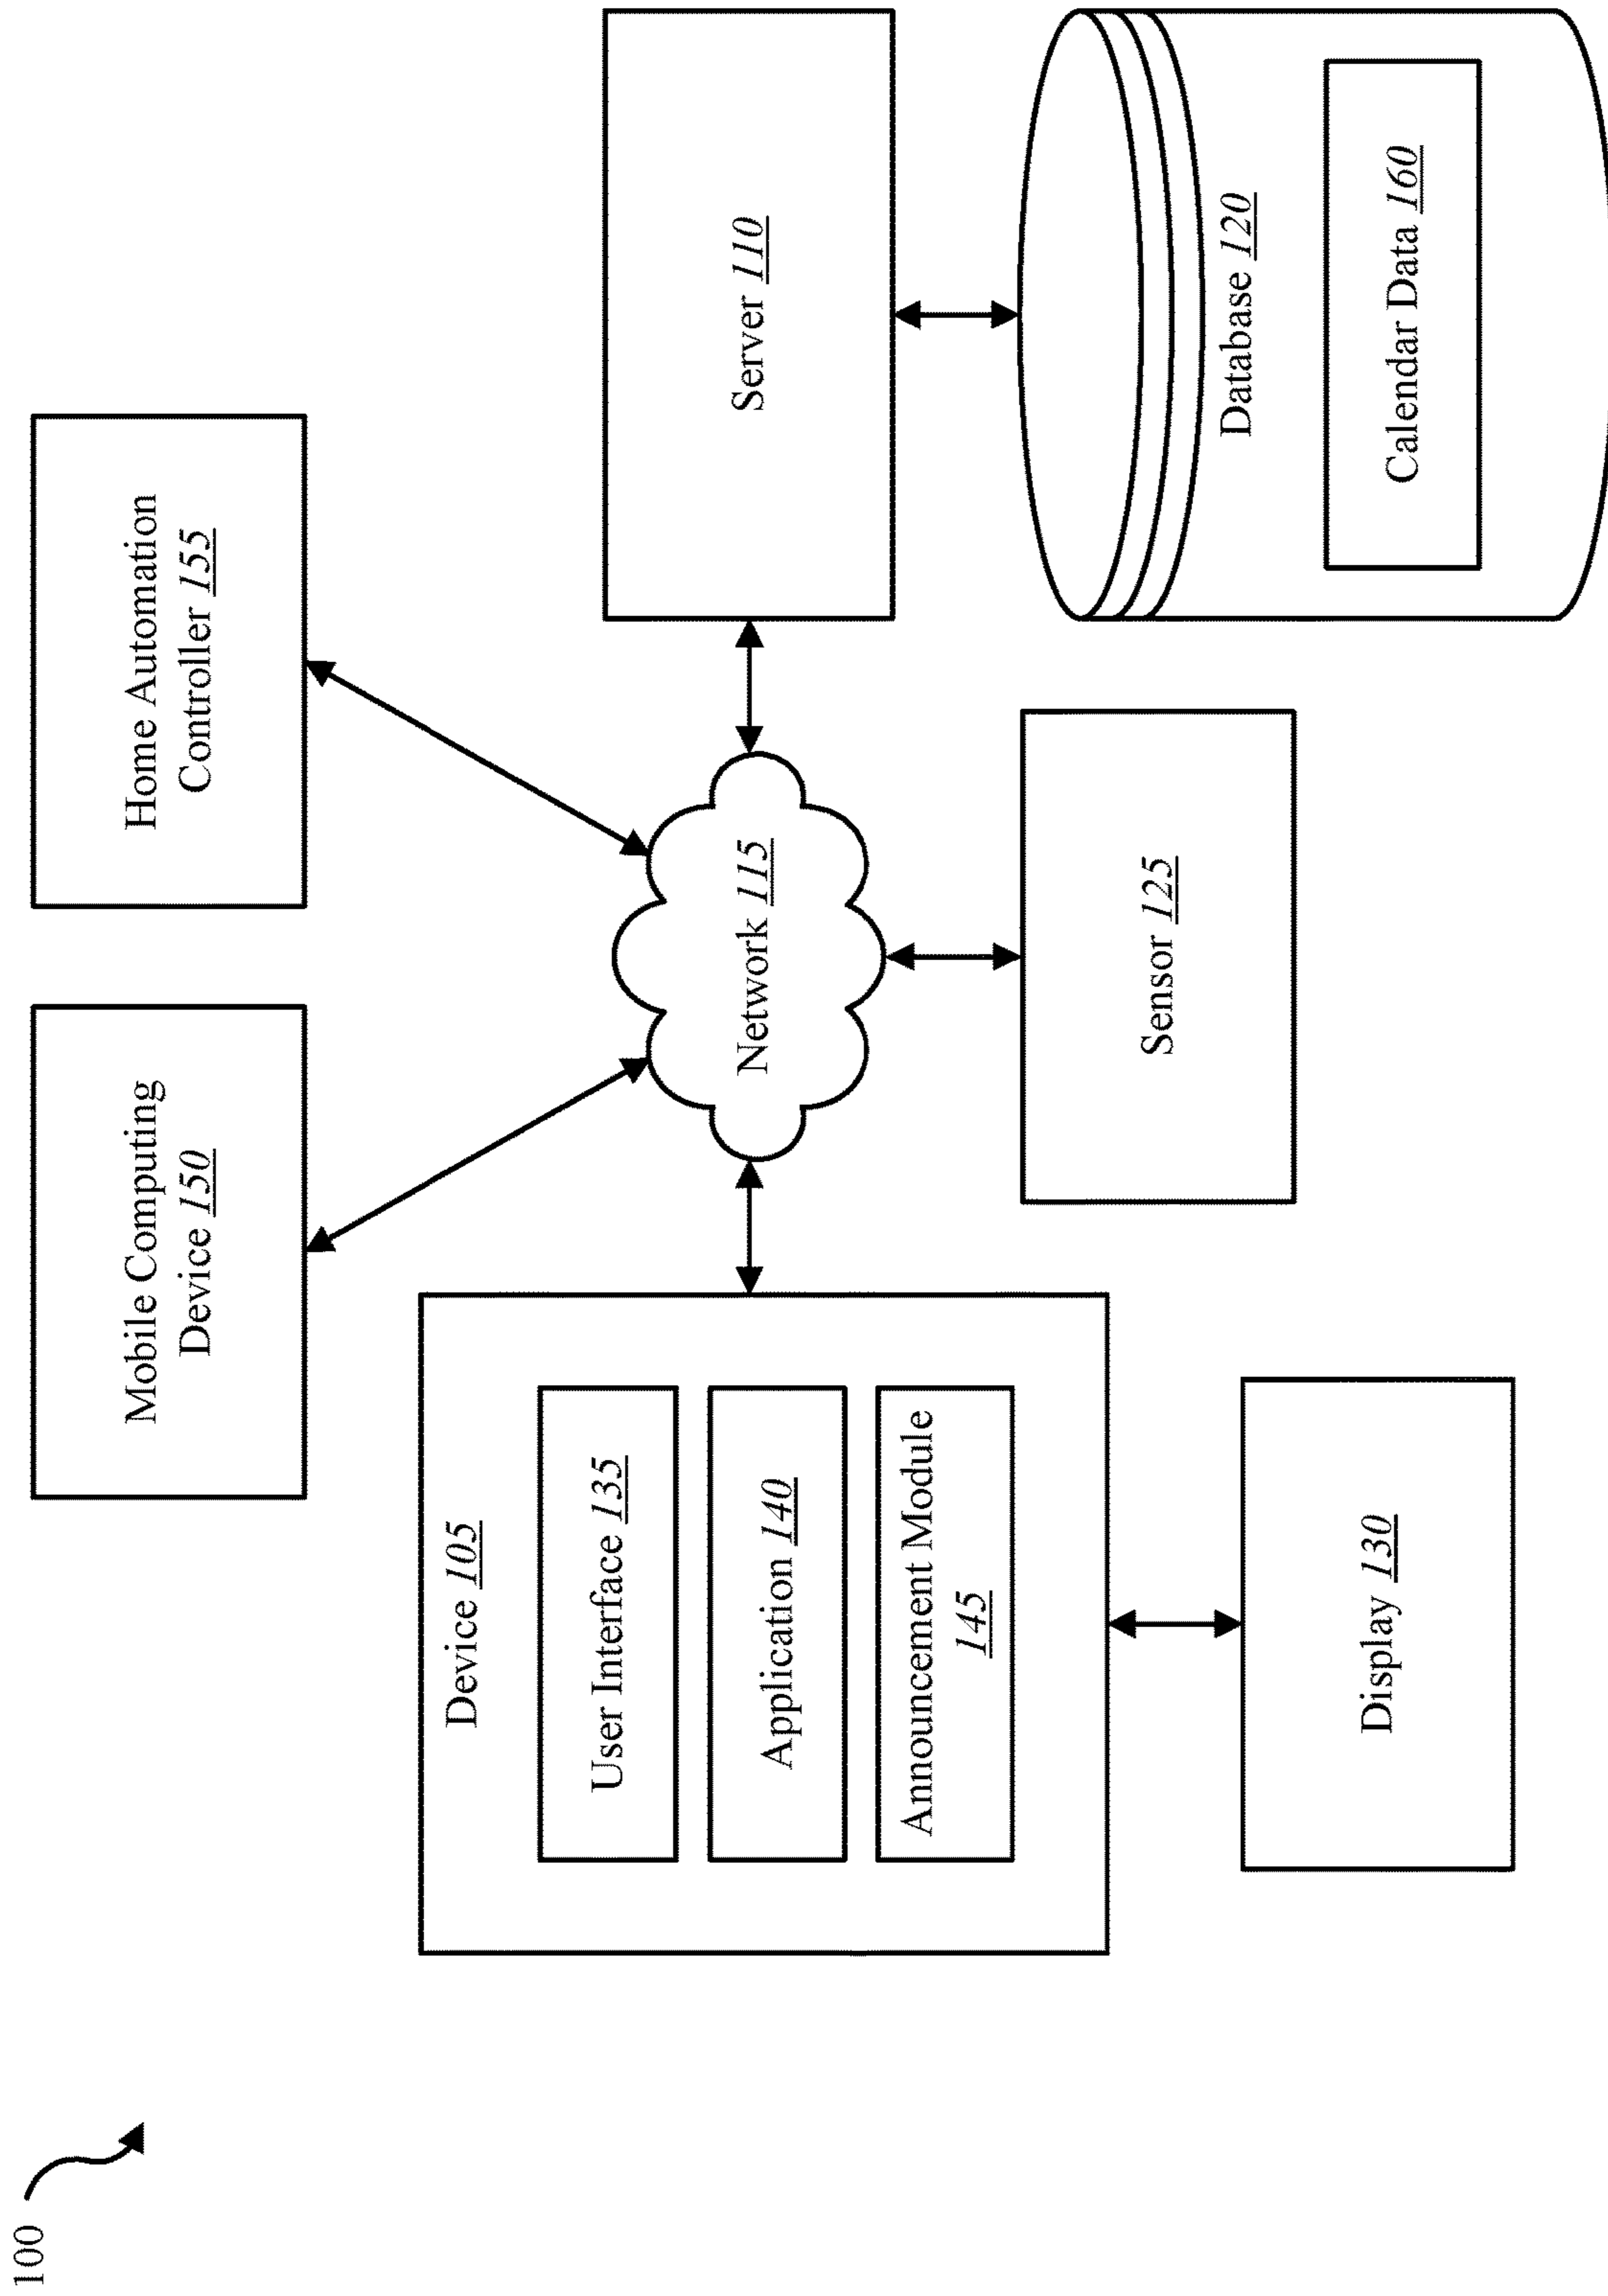 100
Mobile Computing
Device 150
Home Automation
Controller 155
Device 105
User Interface 135
Application 140
Announcement Module
145
Network 115
Server 110
Display 130
Sensor 125
Database 120
Calendar Data 160